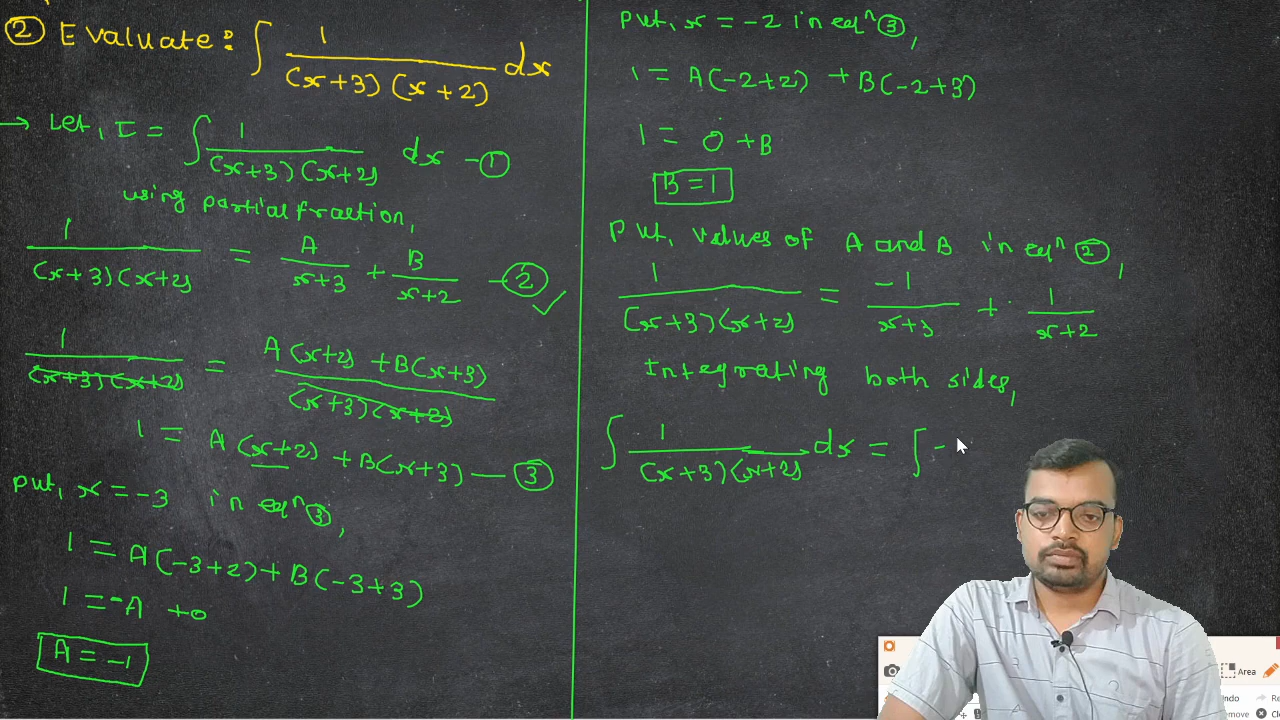 ② Evaluate: ∫ 1/((x+3)(x+2)) dx
→ Let, I = ∫ 1/((x+3)(x+2)) dx -①
using partial fraction,
1/((x+3)(x+2)) = A/(x+3) + B/(x+2) -② ✓
1/((x+3)(x+2)) = (A(x+2) + B(x+3))/((x+3)(x+2))
1 = A(x+2) + B(x+3) — ③
put, x = -3 in eqⁿ ③,
1 = A(-3+2) + B(-3+3)
1 = -A + 0
A = -1
put, x = -2 in eqⁿ ③,
1 = A(-2+2) + B(-2+3)
1 = 0 + B
B = 1
put, values of A and B in eqⁿ ②,
1/((x+3)(x+2)) = -1/(x+3) + 1/(x+2)
Integrating both sides,
∫ 1/((x+3)(x+2)) dx = ∫ -
Area